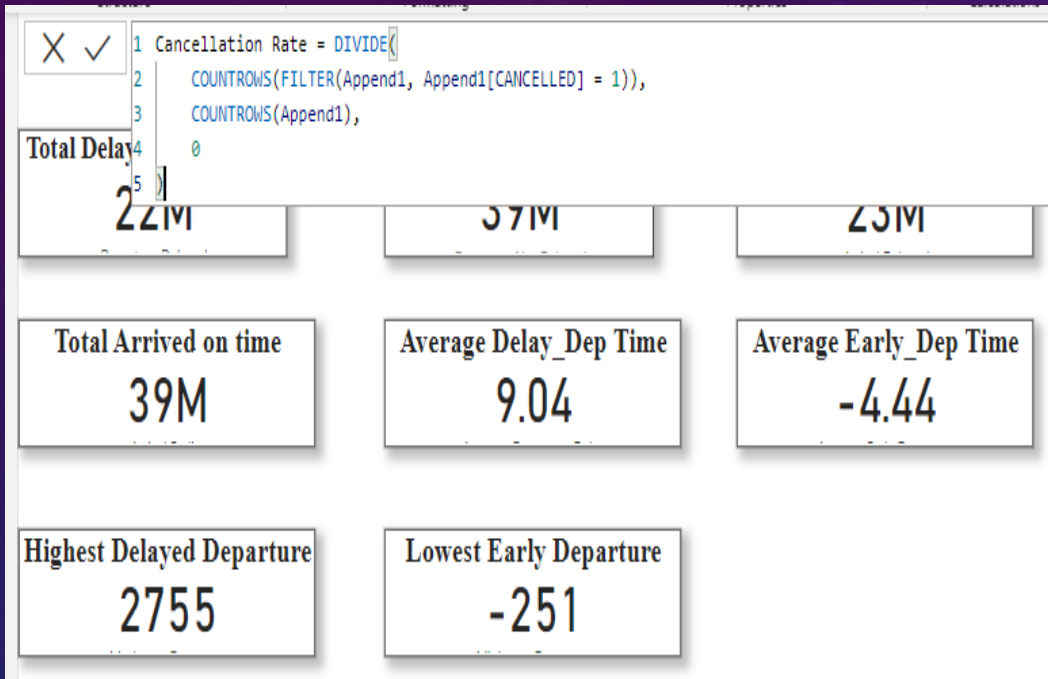 1 Cancellation Rate = DIVIDE(
2 COUNTROWS(FILTER(Append1, Append1[CANCELLED] = 1)),
3 COUNTROWS(Append1),
4 0
5 )
Total Delay
22M 39M 23M
Total Arrived on time
39M
Average Delay_Dep Time
9.04
Average Early_Dep Time
-4.44
Highest Delayed Departure
2755
Lowest Early Departure
-251